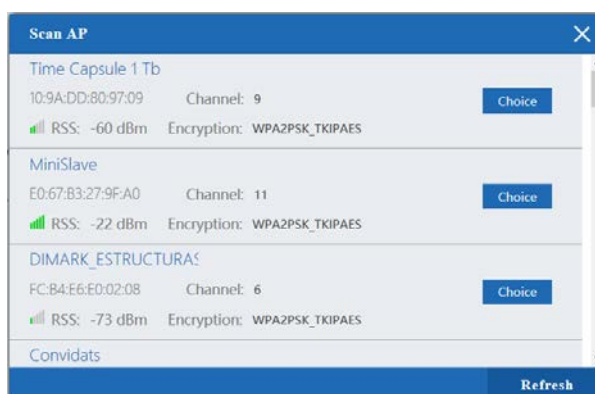 Scan AP
Time Capsule 1 Tb
10:9A:DD:80:97:09 Channel: 9 Choice
RSS: -60 dBm Encryption: WPA2PSK_TKIPAES
MiniSlave
E0:67:B3:27:9F:A0 Channel: 11 Choice
RSS: -22 dBm Encryption: WPA2PSK_TKIPAES
DIMARK_ESTRUCTURAS
FC:B4:E6:E0:02:08 Channel: 6 Choice
RSS: -73 dBm Encryption: WPA2PSK_TKIPAES
Convidats
Refresh